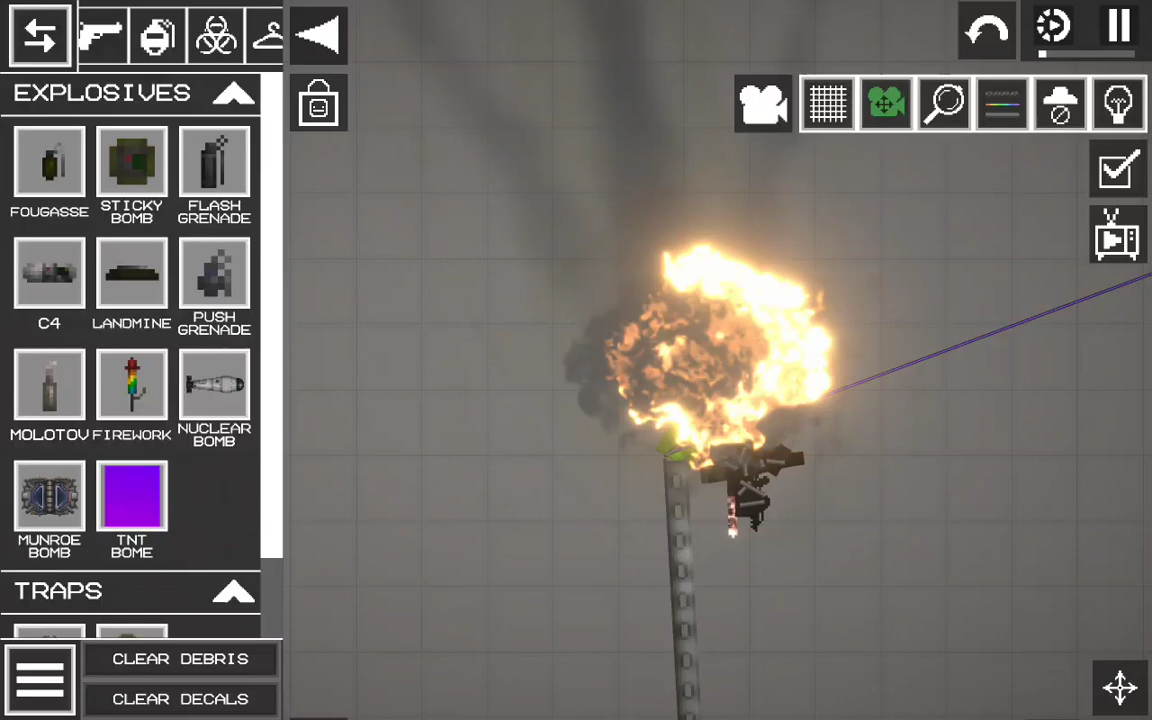 EXPLOSIVES
FOUGASSE
STICKY
BOMB
FLASH
GRENADE
C4
LANDMINE
PUSH
GRENADE
MOLOTOV
FIREWORK
NUCLEAR
BOMB
MUNROE
BOMB
TNT
BOME
TRAPS
CLEAR DEBRIS
CLEAR DECALS